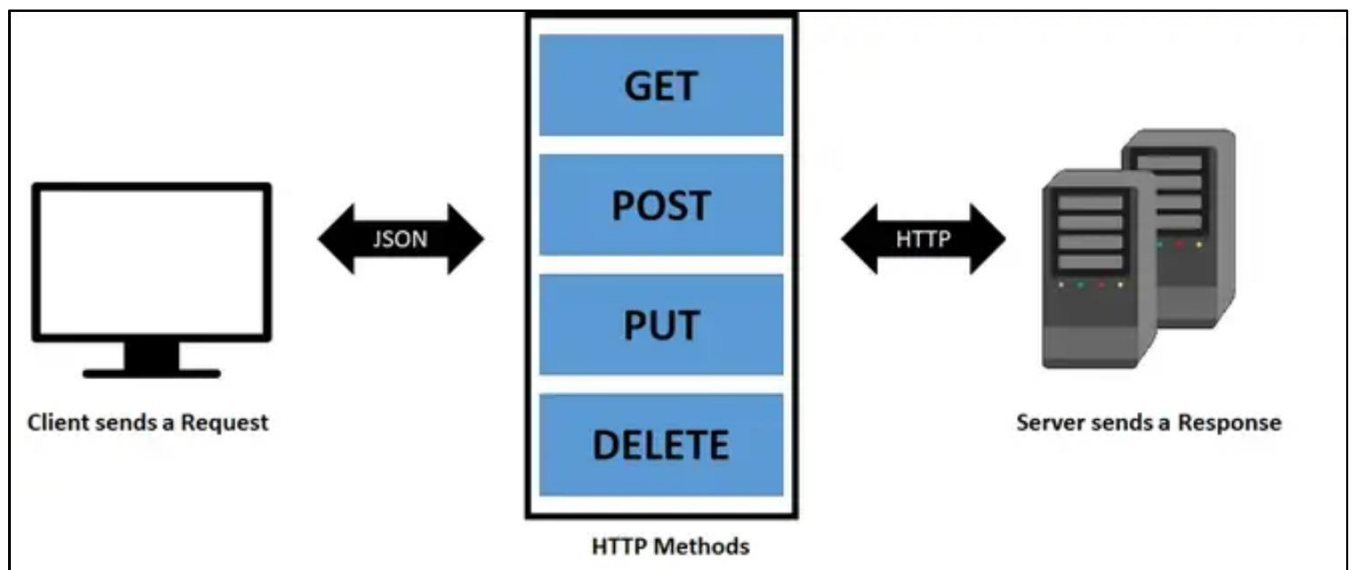 GET
POST
JSON
HTTP
PUT
DELETE
Client sends a Request
Server sends a Response
HTTP Methods